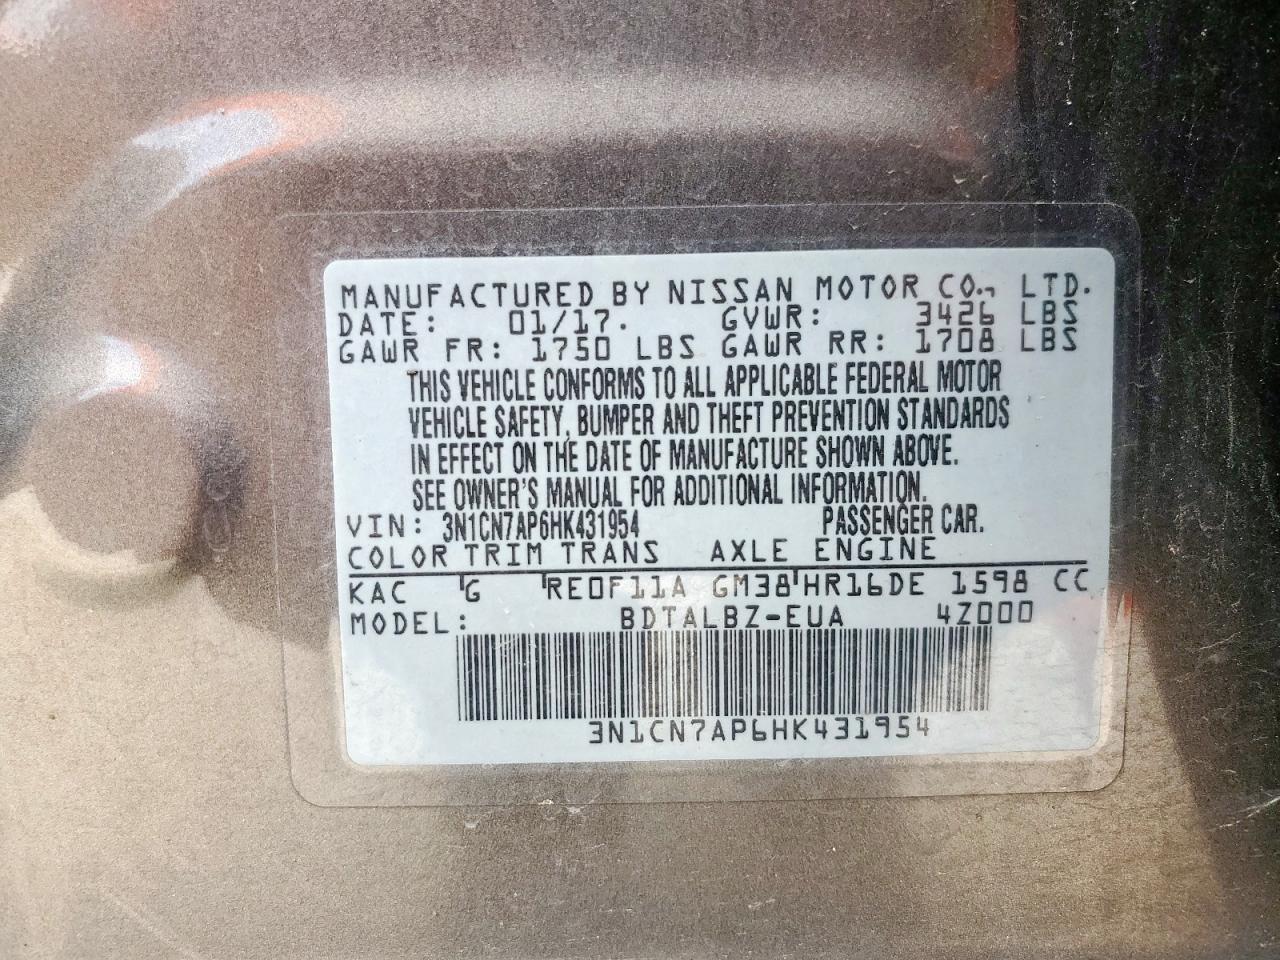 MANUFACTURED BY NISSAN MOTOR CO., LTD.
DATE: 01/17. GVWR: 3426 LBS
GAWR FR: 1750 LBS GAWR RR: 1708 LBS
THIS VEHICLE CONFORMS TO ALL APPLICABLE FEDERAL MOTOR
VEHICLE SAFETY, BUMPER AND THEFT PREVENTION STANDARDS
IN EFFECT ON THE DATE OF MANUFACTURE SHOWN ABOVE.
SEE OWNER'S MANUAL FOR ADDITIONAL INFORMATION.
VIN: 3N1CN7AP6HK431954 PASSENGER CAR.
COLOR TRIM TRANS AXLE ENGINE
KAC G RE0F11A GM38 HR16DE 1598 CC
MODEL: BDTALBZ-EUA 4Z000
3N1CN7AP6HK431954